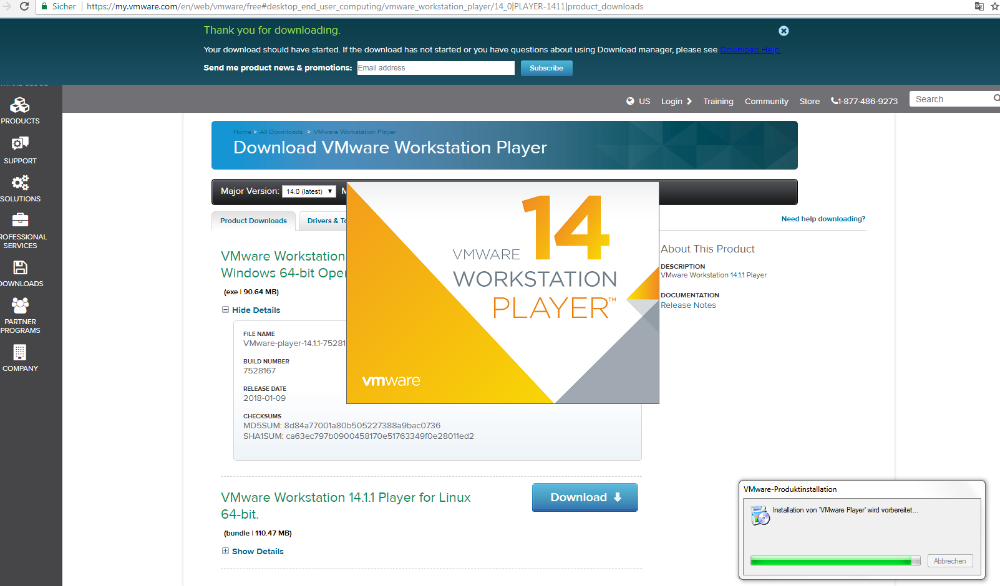 Sicher
https://my.vmware.com/en/web/vmware/free#desktop_end_user_computing/vmware_workstation_player/14_0|PLAYER-1411|product_downloads
Thank you for downloading.
Your download should have started. If the download has not started or you have questions about using Download manager, please see Download Help.
Send me product news & promotions: Email address Subscribe
US Login Training Community Store 1-877-486-9273 Search
PRODUCTS
SUPPORT
SOLUTIONS
ROFESSIONAL
SERVICES
OWNLOADS
PARTNER
PROGRAMS
COMPANY
Home > All Downloads > VMware Workstation Player
Download VMware Workstation Player
Major Version: 14.0 (latest) M
Product Downloads Drivers & To
Need help downloading?
VMware Workstation
Windows 64-bit Oper
(exe | 90.64 MB)
Hide Details
FILE NAME
VMware-player-14.1.1-75281
BUILD NUMBER
7528167
RELEASE DATE
2018-01-09
CHECKSUMS
MD5SUM: 8d84a77001a80b505227388a9bac0736
SHA1SUM: ca63ec797b0900458170e51763349f0e28011ed2
14
VMWARE
WORKSTATION
PLAYER™
vmware
About This Product
DESCRIPTION
VMware Workstation 14.1.1 Player
DOCUMENTATION
Release Notes
VMware Workstation 14.1.1 Player for Linux
64-bit.
(bundle | 110.47 MB)
Show Details
Download
VMware-Produktinstallation
Installation von 'VMware Player' wird vorbereitet...
Abbrechen